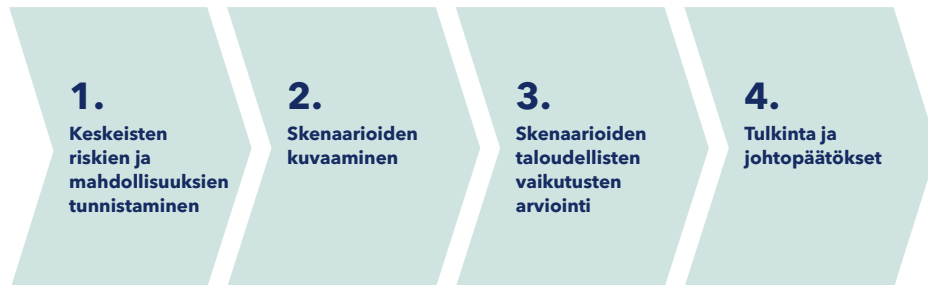 1.
Keskeisten
riskien ja
mahdollisuuksien
tunnistaminen
2.
Skenaarioiden
kuvaaminen
3.
Skenaarioiden
taloudellisten
vaikutusten
arviointi
4.
Tulkinta ja
johtopäätökset